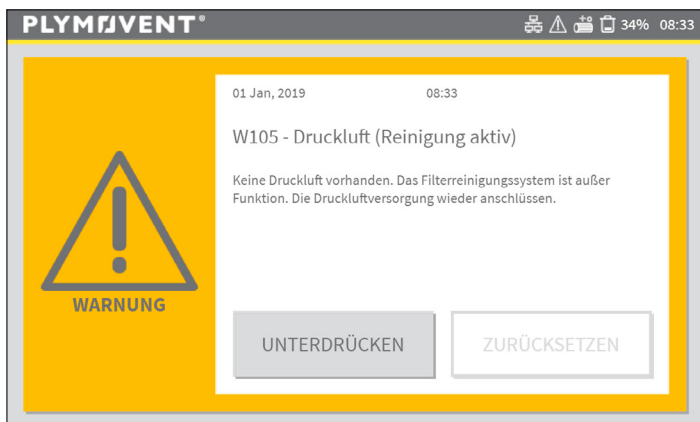 PLYMOVENT®
34% 08:33
01 Jan, 2019 08:33
W105 - Druckluft (Reinigung aktiv)
Keine Druckluft vorhanden. Das Filterreinigungssystem ist außer
Funktion. Die Druckluftversorgung wieder anschlüssen.
WARNUNG
UNTERDRÜCKEN
ZURÜCKSETZEN